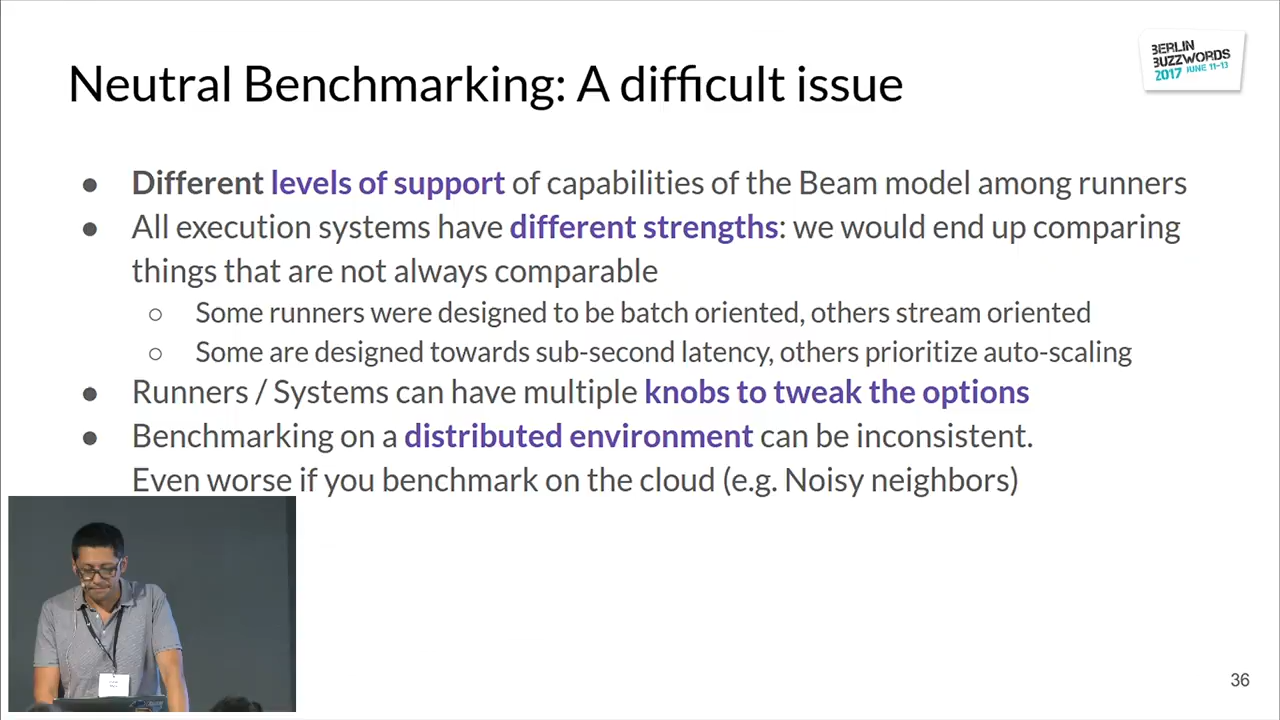 Neutral Benchmarking: A difficult issue
BERLIN
BUZZWORDS
2017 JUNE 11-13
● Different levels of support of capabilities of the Beam model among runners
● All execution systems have different strengths: we would end up comparing
things that are not always comparable
○ Some runners were designed to be batch oriented, others stream oriented
○ Some are designed towards sub-second latency, others prioritize auto-scaling
● Runners / Systems can have multiple knobs to tweak the options
● Benchmarking on a distributed environment can be inconsistent.
Even worse if you benchmark on the cloud (e.g. Noisy neighbors)
36